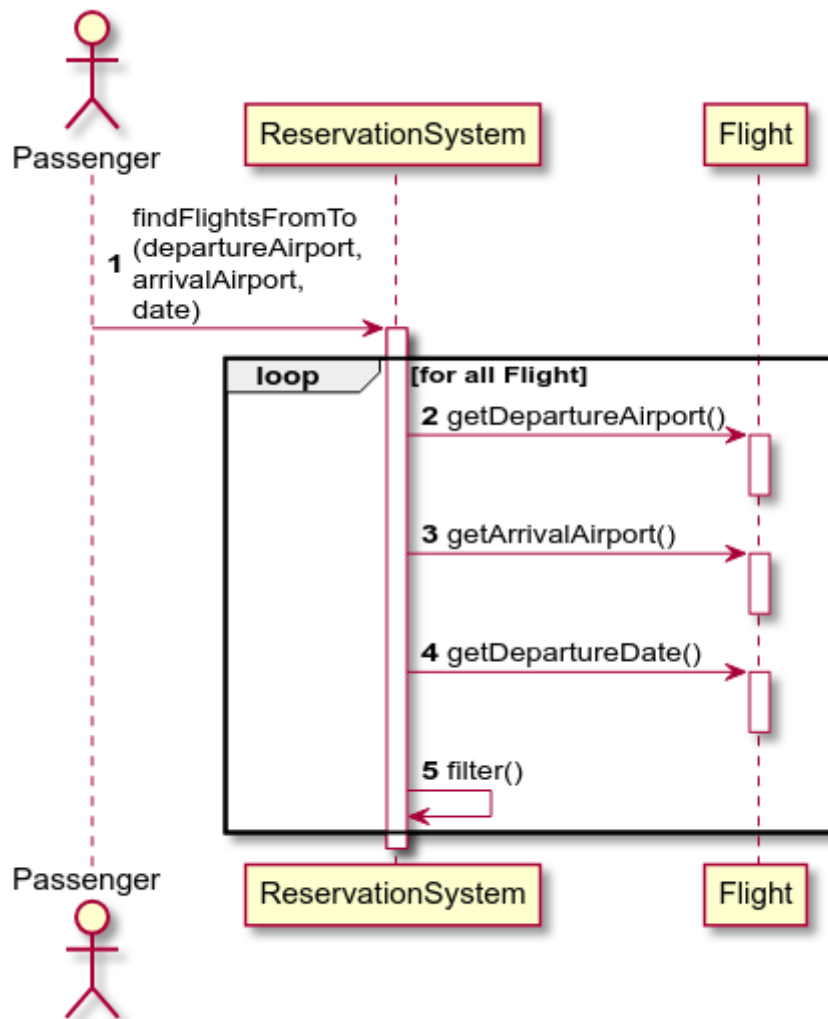 Passenger
ReservationSystem
Flight
findFlightsFromTo
(departureAirport,
1
arrivalAirport,
date)
loop
[for all Flight]
2 getDepartureAirport()
3 getArrivalAirport()
4 getDepartureDate()
5 filter()
Passenger
ReservationSystem
Flight